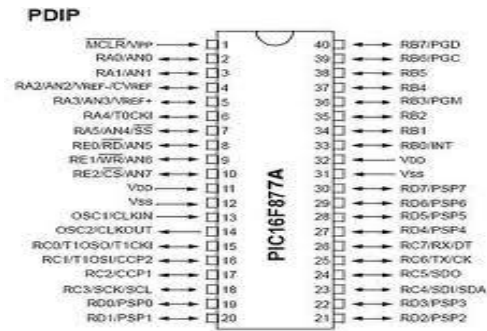 PDIP
MCLR/VPP 1 40 RB7/PGD
RA0/AN0 2 39 RB6/PGC
RA1/AN1 3 38 RB5
RA2/AN2/VREF-/CVREF 4 37 RB4
RA3/AN3/VREF+ 5 36 RB3/PGM
RA4/T0CKI 6 35 RB2
RA5/AN4/SS 7 34 RB1
RE0/RD/AN5 8 33 RB0/INT
RE1/WR/AN6 9 32 VDD
RE2/CS/AN7 10 31 VSS
VDD 11 30 RD7/PSP7
VSS 12 29 RD6/PSP6
OSC1/CLKIN 13 28 RD5/PSP5
OSC2/CLKOUT 14 27 RD4/PSP4
RC0/T1OSO/T1CKI 15 26 RC7/RX/DT
RC1/T1OSI/CCP2 16 25 RC6/TX/CK
RC2/CCP1 17 24 RC5/SDO
RC3/SCK/SCL 18 23 RC4/SDI/SDA
RD0/PSP0 19 22 RD3/PSP3
RD1/PSP1 20 21 RD2/PSP2
PIC16F877A